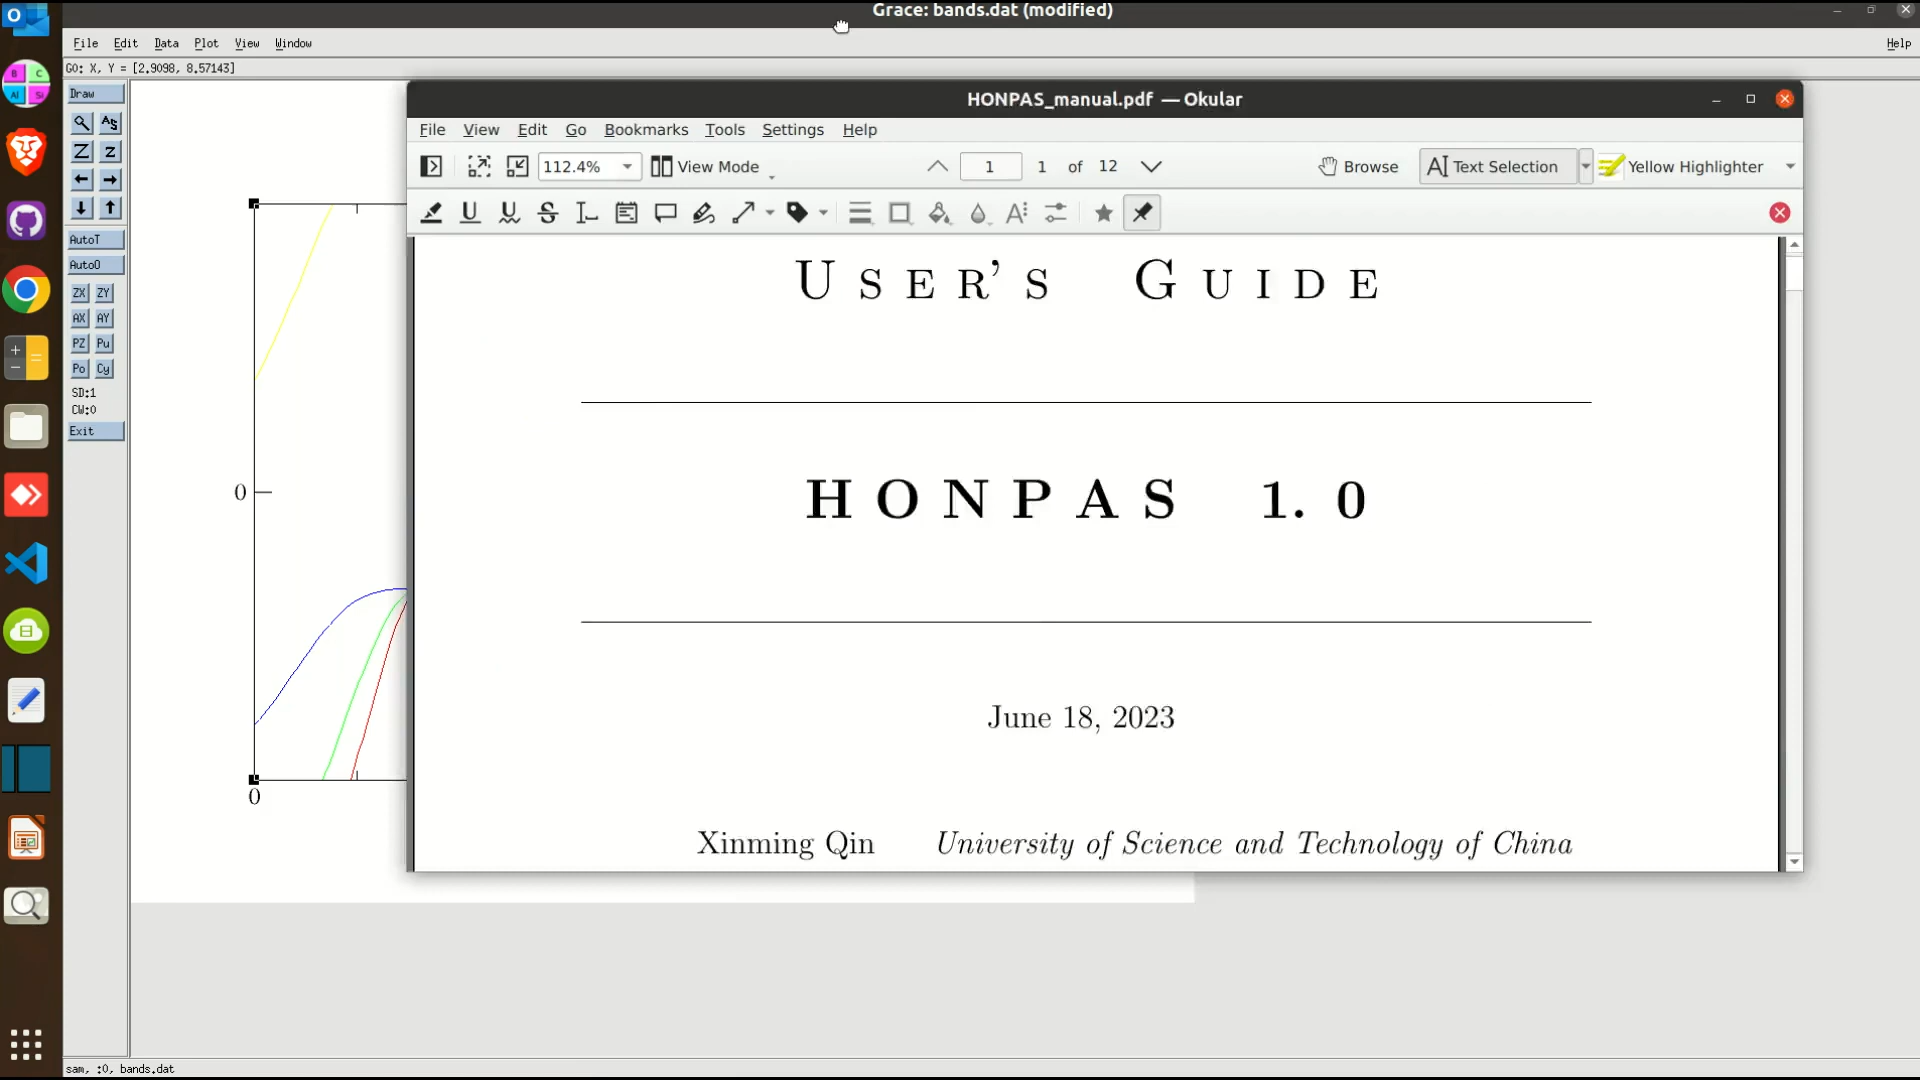 Grace: bands.dat (modified)
File Edit Data Plot View Window Help
G0: X, Y = [2.9098, 8.57143]
Draw
AS
Z z
AutoT
AutoO
ZX ZY
AX AY
PZ Pu
Po Cy
SD:1
CW:0
Exit
0
0
HONPAS_manual.pdf — Okular
File View Edit Go Bookmarks Tools Settings Help
112.4% View Mode 1 1 of 12 Browse Text Selection Yellow Highlighter
USER'S GUIDE
HONPAS 1.0
June 18, 2023
Xinming Qin University of Science and Technology of China
sam, :0, bands.dat